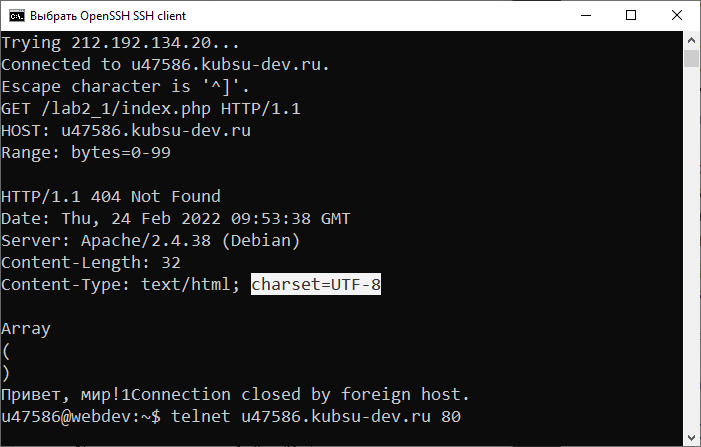 Выбрать OpenSSH SSH client
Trying 212.192.134.20...
Connected to u47586.kubsu-dev.ru.
Escape character is '^]'.
GET /lab2_1/index.php HTTP/1.1
HOST: u47586.kubsu-dev.ru
Range: bytes=0-99
HTTP/1.1 404 Not Found
Date: Thu, 24 Feb 2022 09:53:38 GMT
Server: Apache/2.4.38 (Debian)
Content-Length: 32
Content-Type: text/html; charset=UTF-8
Array
(
)
Привет, мир!1Connection closed by foreign host.
u47586@webdev:~$ telnet u47586.kubsu-dev.ru 80